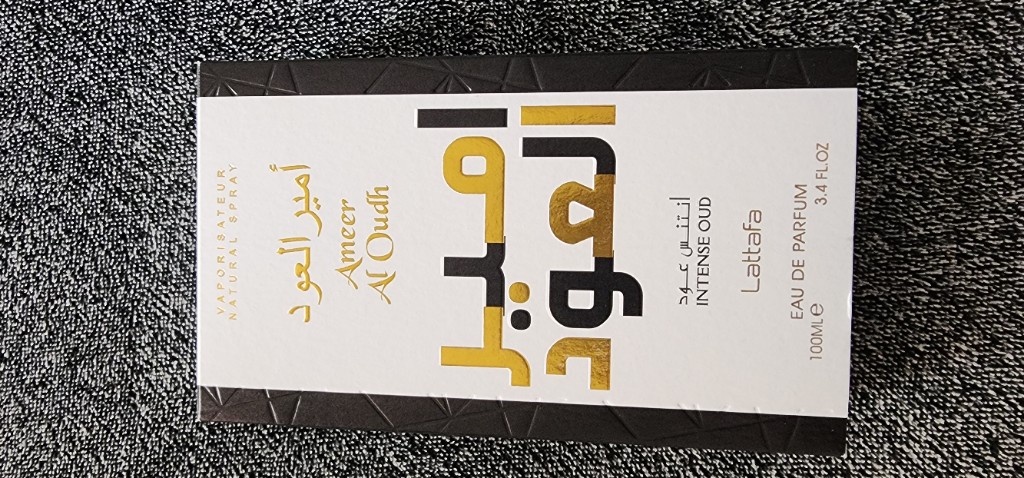 VAPORISATEUR
NATURAL SPRAY
أمير العود
Ameer
Al Oudh
امير
العود
إنتنس عود
INTENSE OUD
Lattafa
EAU DE PARFUM
100ML e 3.4 FL.OZ